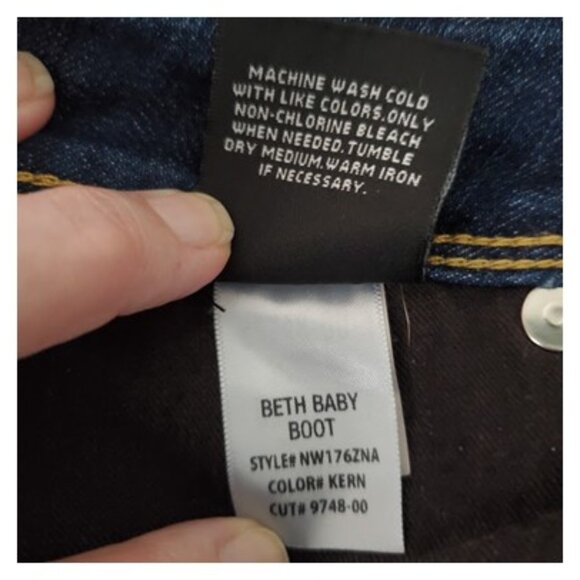 MACHINE WASH COLD
WITH LIKE COLORS.ONLY
NON-CHLORINE BLEACH
WHEN NEEDED.TUMBLE
DRY MEDIUM.WARM IRON
IF NECESSARY.
BETH BABY
BOOT
STYLE# NW176ZNA
COLOR# KERN
CUT# 9748-00